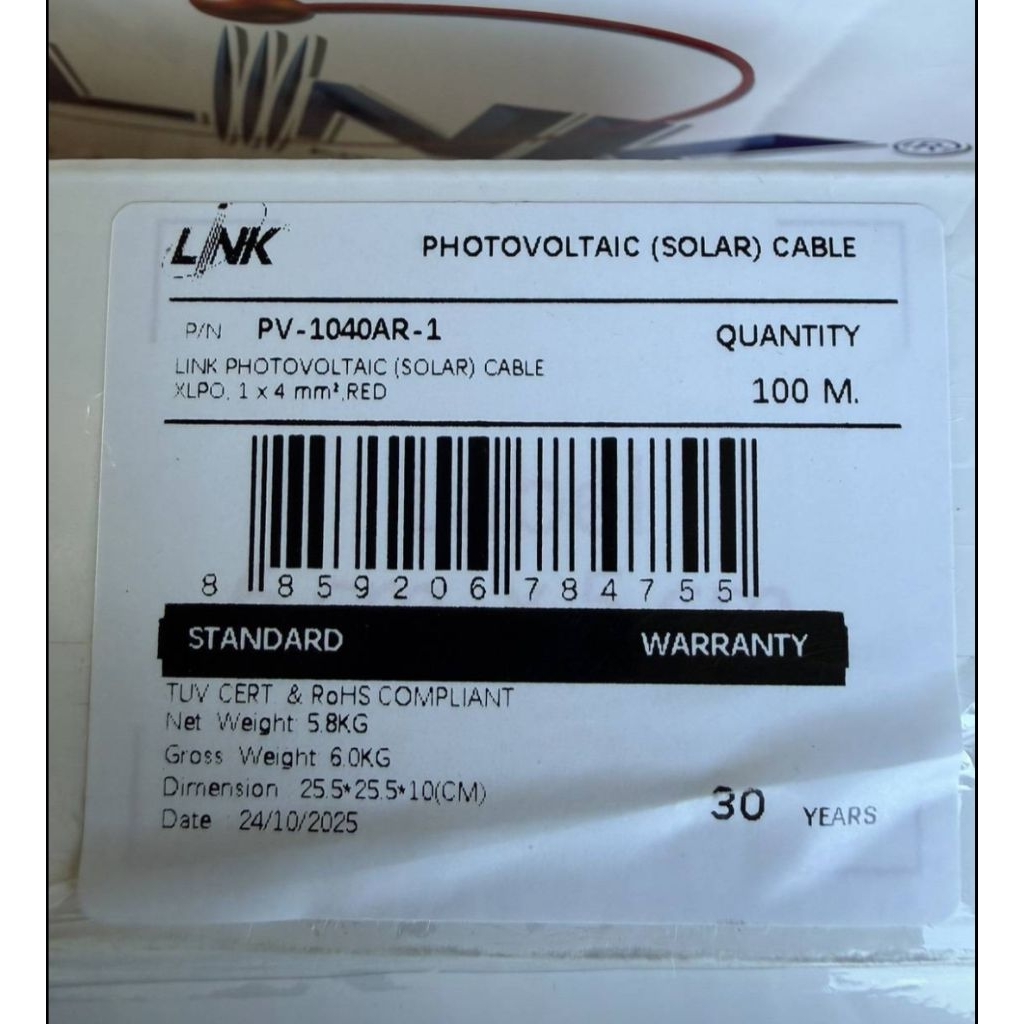 LINK
®
LINK
PHOTOVOLTAIC (SOLAR) CABLE
P/N PV-1040AR-1
QUANTITY
LINK PHOTOVOLTAIC (SOLAR) CABLE
XLPO, 1 x 4 mm², RED
100 M.
8 859206 784755
STANDARD WARRANTY
TUV CERT & RoHS COMPLIANT
Net Weight 5.8KG
Gross Weight 6.0KG
Dimension 25.5*25.5*10(CM)
30 YEARS
Date 24/10/2025